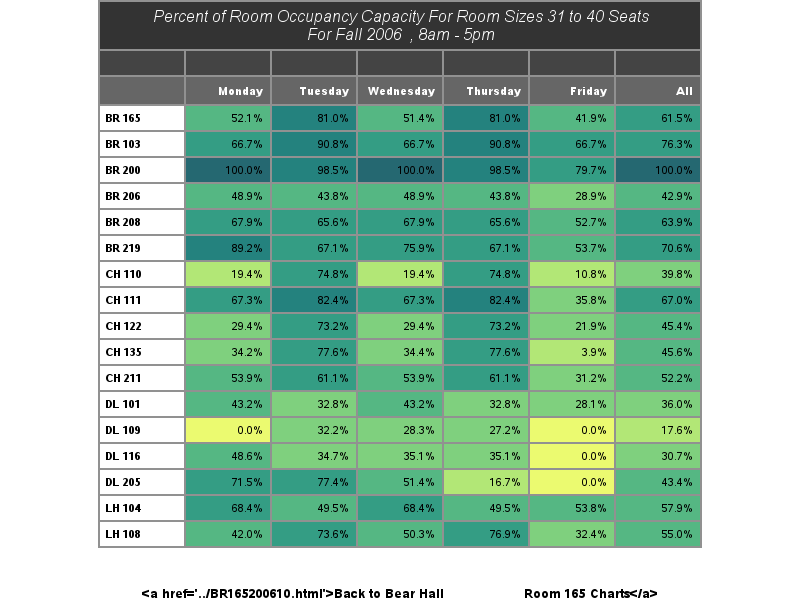 Percent of Room Occupancy Capacity For Room Sizes 31 to 40 Seats
For Fall 2006 , 8am - 5pm
Monday Tuesday Wednesday Thursday Friday All
BR 165 52.1% 81.0% 51.4% 81.0% 41.9% 61.5%
BR 103 66.7% 90.8% 66.7% 90.8% 66.7% 76.3%
BR 200 100.0% 98.5% 100.0% 98.5% 79.7% 100.0%
BR 206 48.9% 43.8% 48.9% 43.8% 28.9% 42.9%
BR 208 67.9% 65.6% 67.9% 65.6% 52.7% 63.9%
BR 219 89.2% 67.1% 75.9% 67.1% 53.7% 70.6%
CH 110 19.4% 74.8% 19.4% 74.8% 10.8% 39.8%
CH 111 67.3% 82.4% 67.3% 82.4% 35.8% 67.0%
CH 122 29.4% 73.2% 29.4% 73.2% 21.9% 45.4%
CH 135 34.2% 77.6% 34.4% 77.6% 3.9% 45.6%
CH 211 53.9% 61.1% 53.9% 61.1% 31.2% 52.2%
DL 101 43.2% 32.8% 43.2% 32.8% 28.1% 36.0%
DL 109 0.0% 32.2% 28.3% 27.2% 0.0% 17.6%
DL 116 48.6% 34.7% 35.1% 35.1% 0.0% 30.7%
DL 205 71.5% 77.4% 51.4% 16.7% 0.0% 43.4%
LH 104 68.4% 49.5% 68.4% 49.5% 53.8% 57.9%
LH 108 42.0% 73.6% 50.3% 76.9% 32.4% 55.0%
<a href='../BR165200610.html'>Back to Bear Hall Room 165 Charts</a>